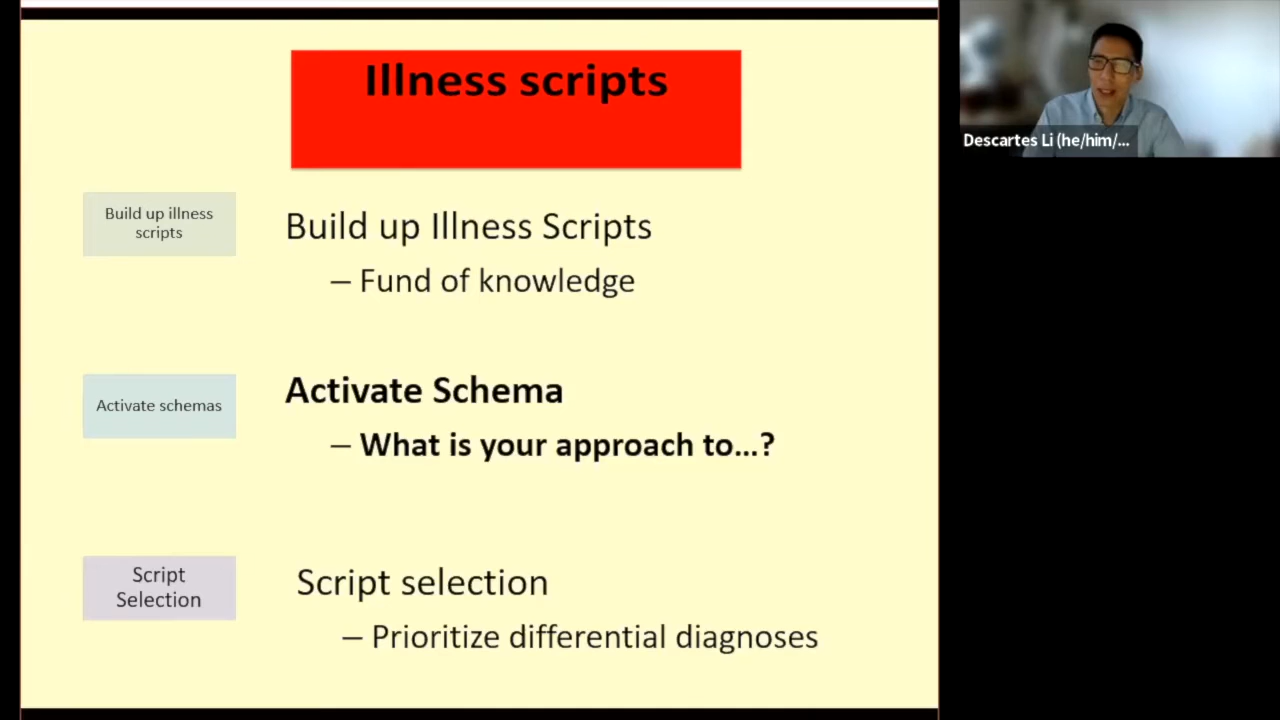 Illness scripts
Build up illness
scripts
Build up Illness Scripts
– Fund of knowledge
Activate schemas
Activate Schema
– What is your approach to...?
Script
Selection
Script selection
– Prioritize differential diagnoses
Descartes Li (he/him/...